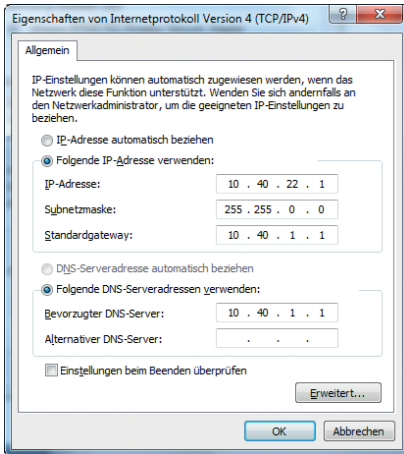 Eigenschaften von Internetprotokoll Version 4 (TCP/IPv4)
Allgemein
IP-Einstellungen können automatisch zugewiesen werden, wenn das
Netzwerk diese Funktion unterstützt. Wenden Sie sich andernfalls an
den Netzwerkadministrator, um die geeigneten IP-Einstellungen zu
beziehen.
IP-Adresse automatisch beziehen
Folgende IP-Adresse verwenden:
IP-Adresse: 10 . 40 . 22 . 1
Subnetzmaske: 255 . 255 . 0 . 0
Standardgateway: 10 . 40 . 1 . 1
DNS-Serveradresse automatisch beziehen
Folgende DNS-Serveradressen verwenden:
Bevorzugter DNS-Server: 10 . 40 . 1 . 1
Alternativer DNS-Server: . . .
Einstellungen beim Beenden überprüfen
Erweitert...
OK Abbrechen